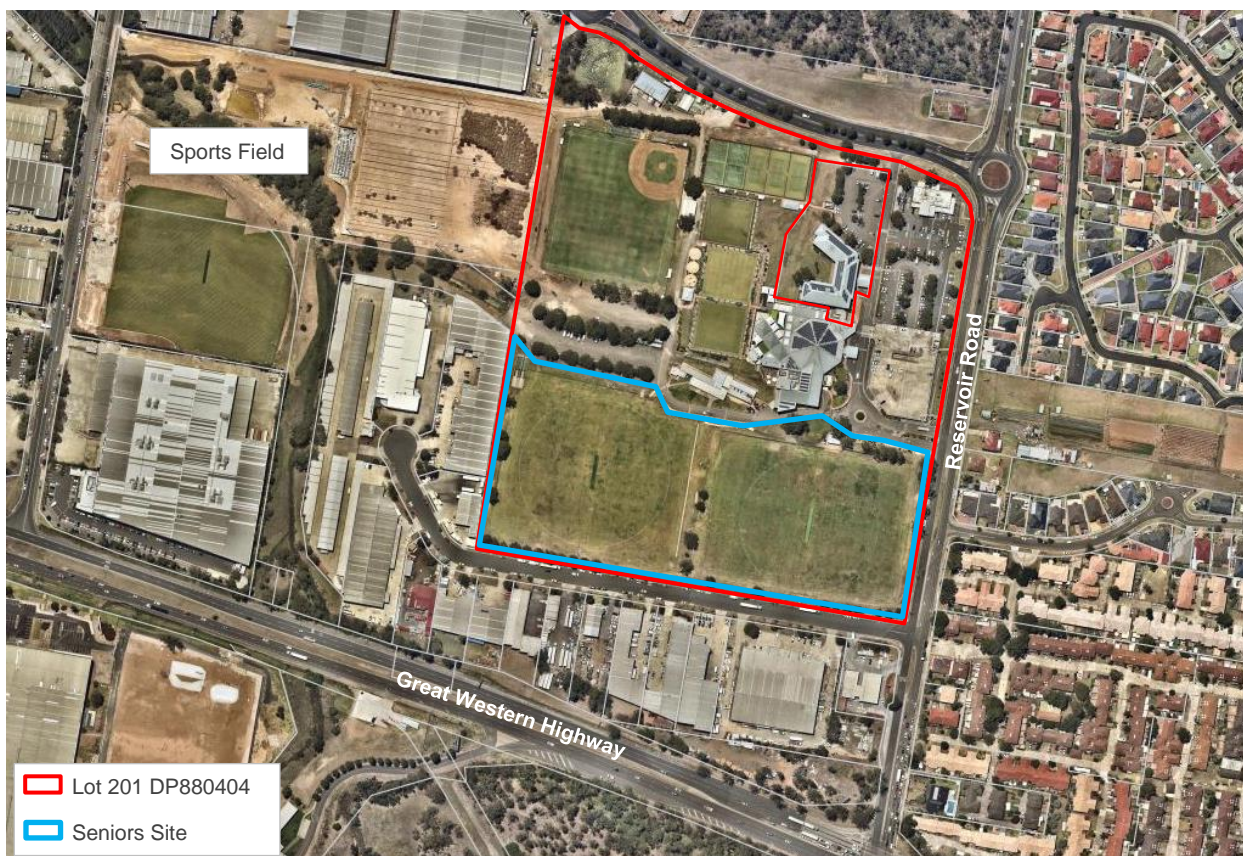 Sports Field
Reservoir Road
Great Western Highway
Lot 201 DP880404
Seniors Site